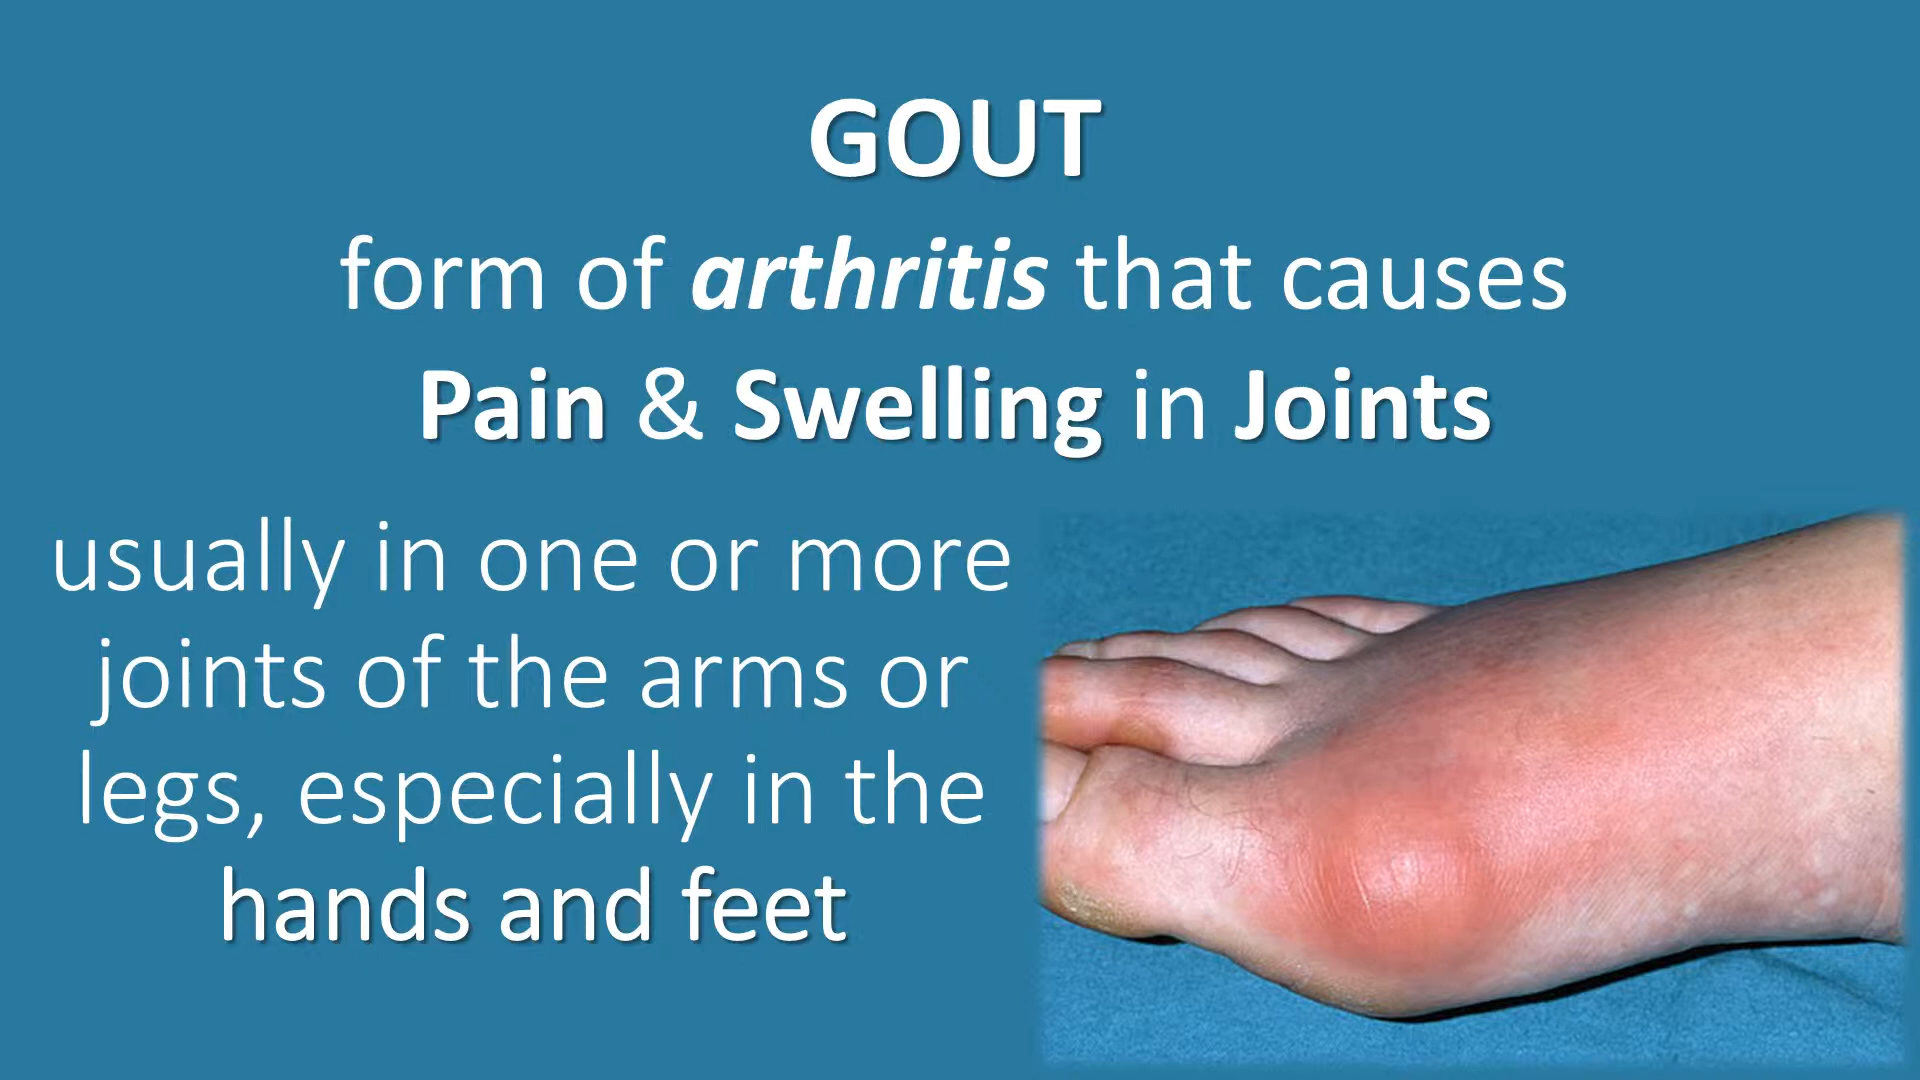 GOUT
form of arthritis that causes
Pain & Swelling in Joints
usually in one or more
joints of the arms or
legs, especially in the
hands and feet